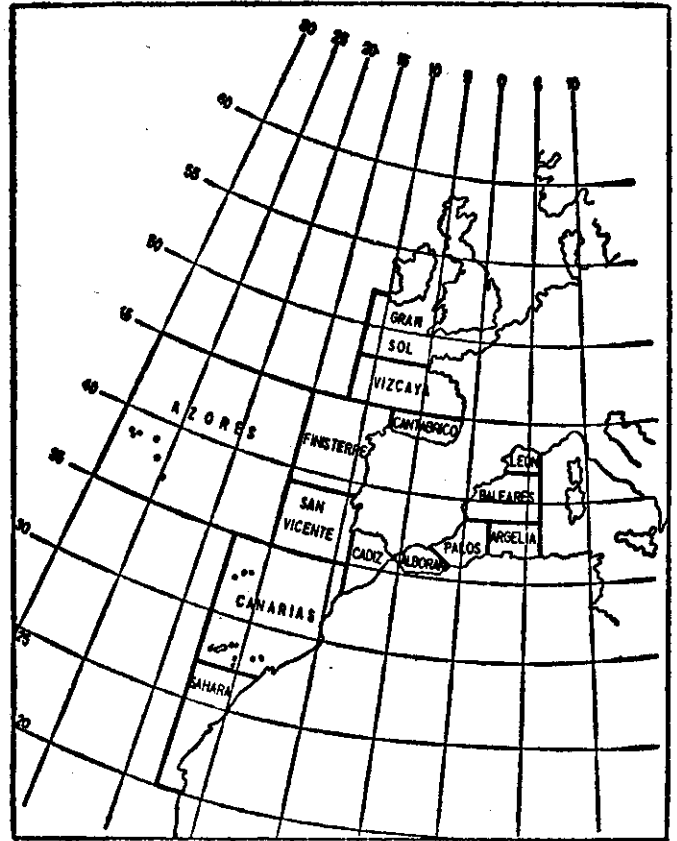 30 25 20 15 10 5 0 5 10
60
55
50
45
40
35
30
25
20
GRAN
SOL
VIZCAYA
CANTABRICO
AZORES
FINISTERRE
LEON
BALEARES
SAN
VICENTE
ARGELIA
PALOS
CADIZ
ALBORAN
CANARIAS
SAHARA